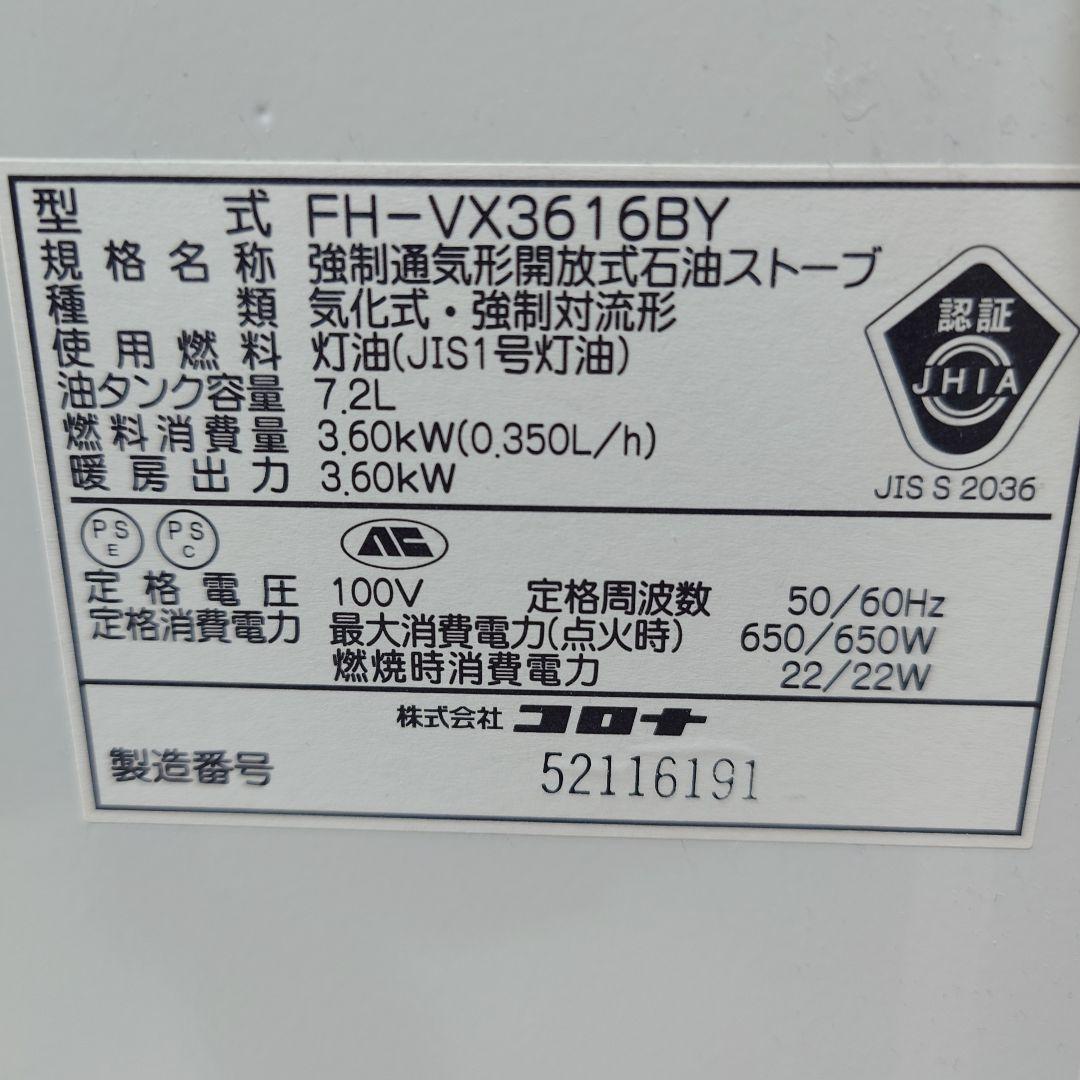 型式 FH-VX3616BY
規格名称 強制通気形開放式石油ストーブ
種類 気化式・強制対流形
使用燃料 灯油(JIS1号灯油)
油タンク容量 7.2L
燃料消費量 3.60kW(0.350L/h)
暖房出力 3.60kW
認証
JHIA
JIS S 2036
PS E PS C
定格電圧 100V 定格周波数 50/60Hz
定格消費電力 最大消費電力(点火時) 650/650W
燃焼時消費電力 22/22W
株式会社 コロナ
製造番号 52116191